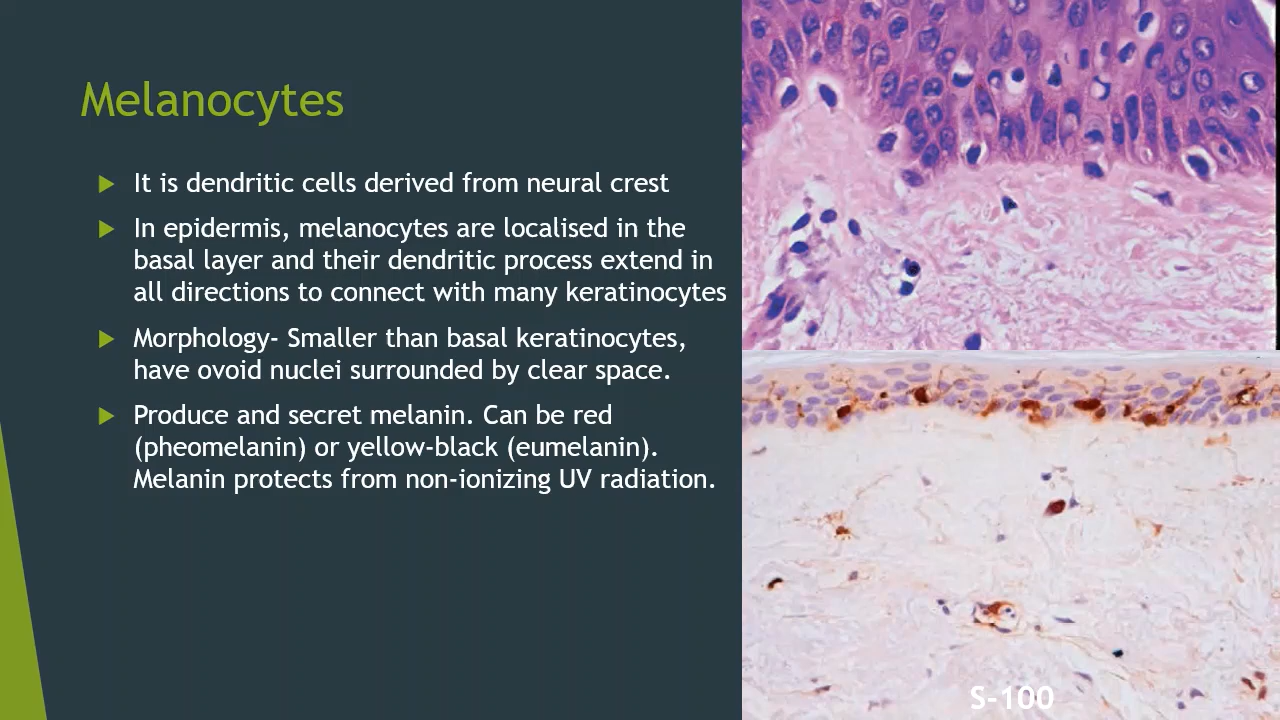 Melanocytes
It is dendritic cells derived from neural crest
In epidermis, melanocytes are localised in the
basal layer and their dendritic process extend in
all directions to connect with many keratinocytes
Morphology- Smaller than basal keratinocytes,
have ovoid nuclei surrounded by clear space.
Produce and secret melanin. Can be red
(pheomelanin) or yellow-black (eumelanin).
Melanin protects from non-ionizing UV radiation.
S-100